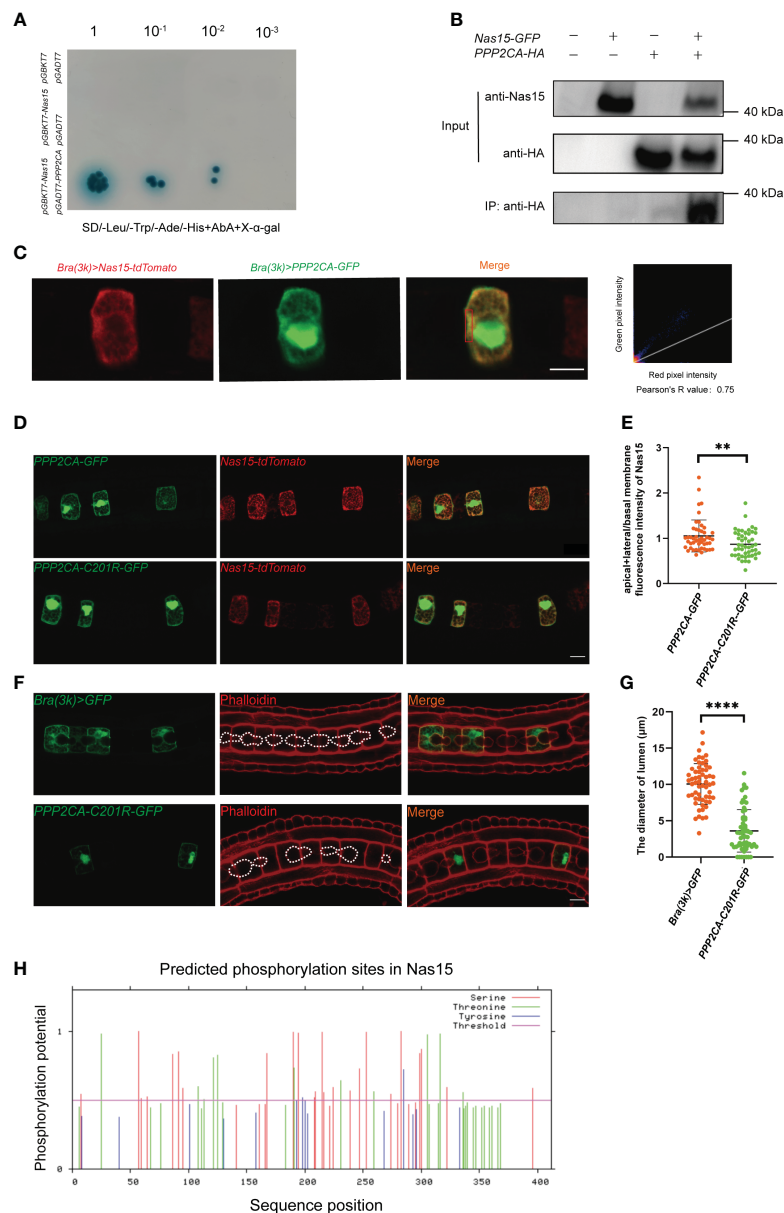 A
1 10-1 10-2 10-3
pGBKT7 pGADT7
pGBKT7-Nas15 pGADT7
pGBKT7-Nas15 pGADT7-PPP2CA
SD/-Leu/-Trp/-Ade/-His+AbA+X-α-gal
B
Nas15-GFP − + − +
PPP2CA-HA − − + +
Input
anti-Nas15
40 kDa
anti-HA
40 kDa
IP: anti-HA
40 kDa
C
Bra(3k)>Nas15-tdTomato
Bra(3k)>PPP2CA-GFP
Merge
Green pixel intensity
Red pixel intensity
Pearson's R value: 0.75
D
PPP2CA-GFP
Nas15-tdTomato
Merge
PPP2CA-C201R-GFP
Nas15-tdTomato
Merge
E
apical+lateral/basal membrane
fluorescence intensity of Nas15
3
2
1
0
**
PPP2CA-GFP
PPP2CA-C201R--GFP
F
Bra(3k)>GFP
Phalloidin
Merge
PPP2CA-C201R-GFP
Phalloidin
Merge
G
The diameter of lumen (μm)
20
15
10
5
0
****
Bra(3k)>GFP
PPP2CA-C201R-GFP
H
Predicted phosphorylation sites in Nas15
Serine
Threonine
Tyrosine
Threshold
Phosphorylation potential
1
0
0 50 100 150 200 250 300 350 400
Sequence position